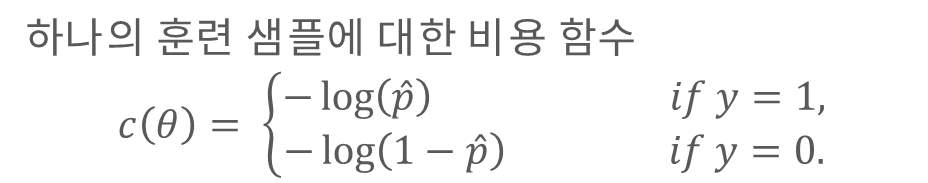 하나의 훈련 샘플에 대한 비용 함수
c(θ) = { − log(p̂) if y = 1,
− log(1 − p̂) if y = 0.